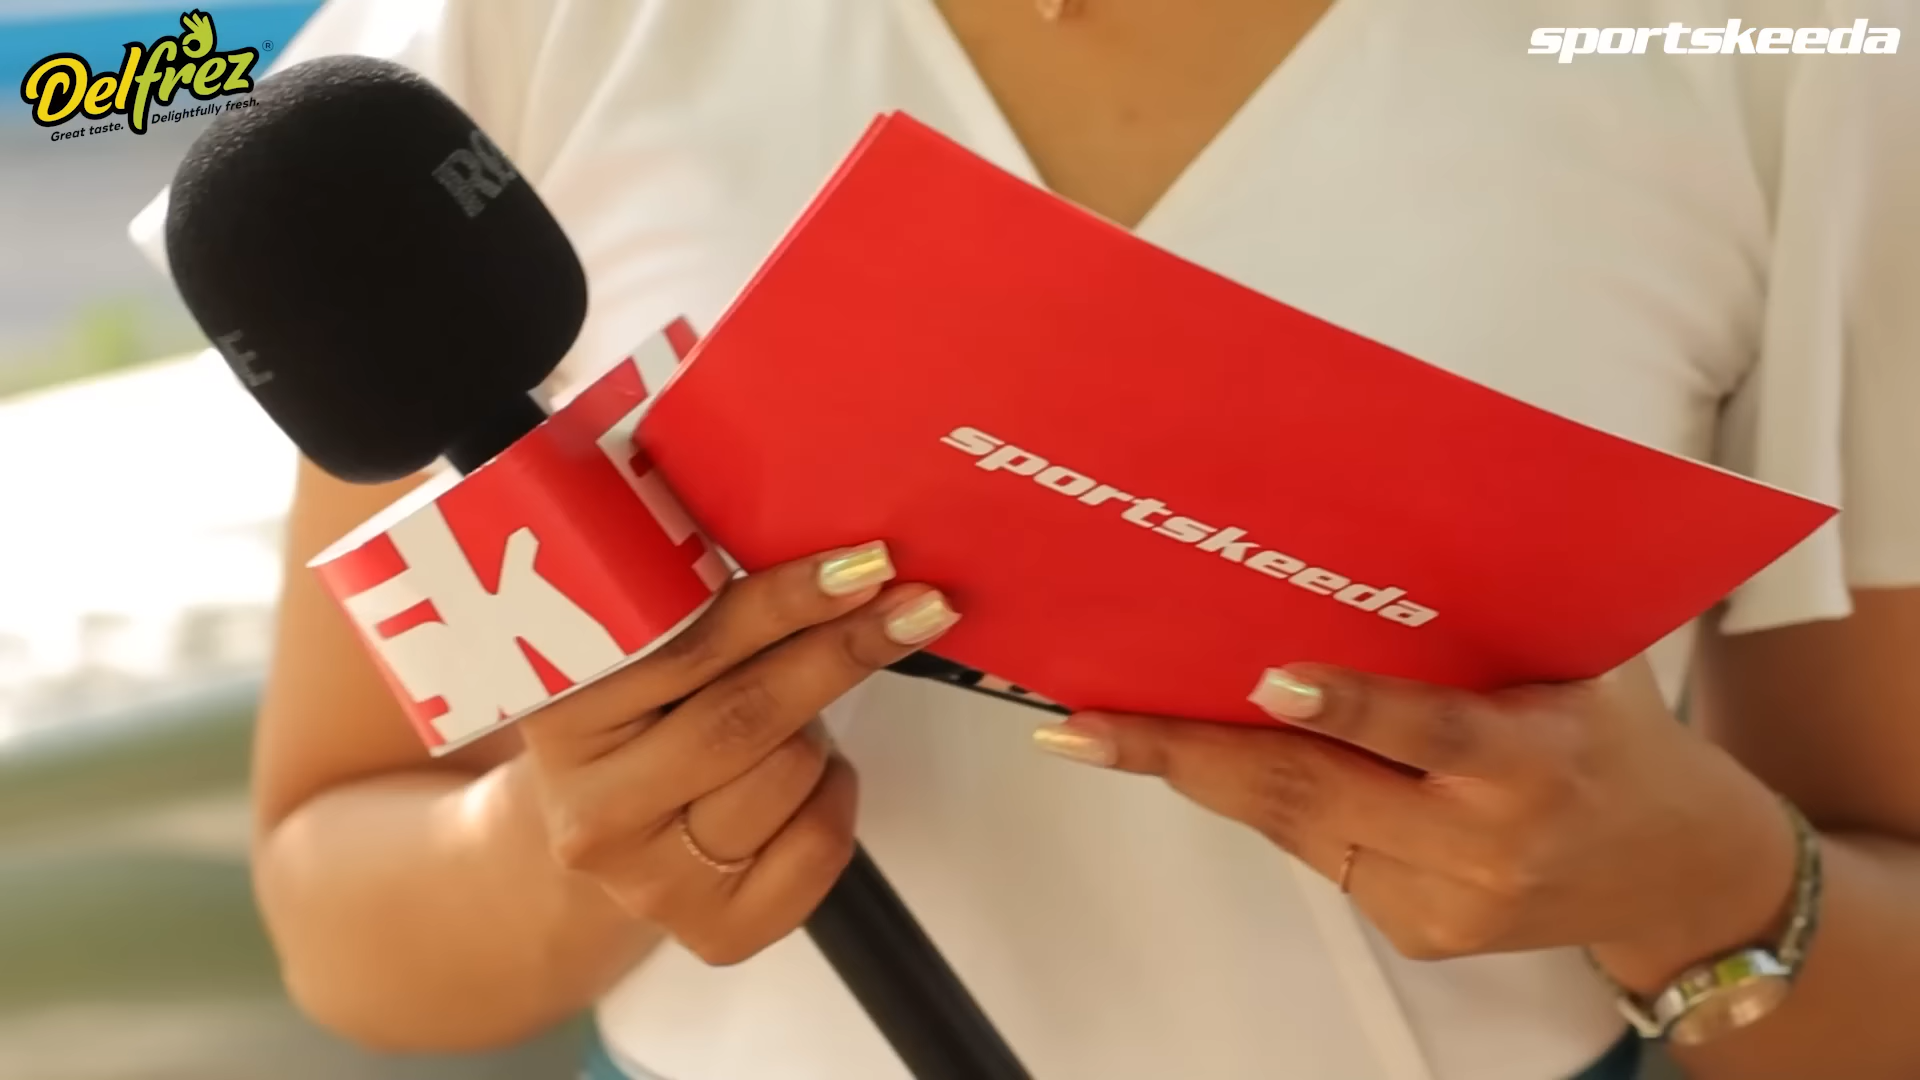 Delfrez®
Great taste. Delightfully fresh.
sportskeeda
sportskeeda
k